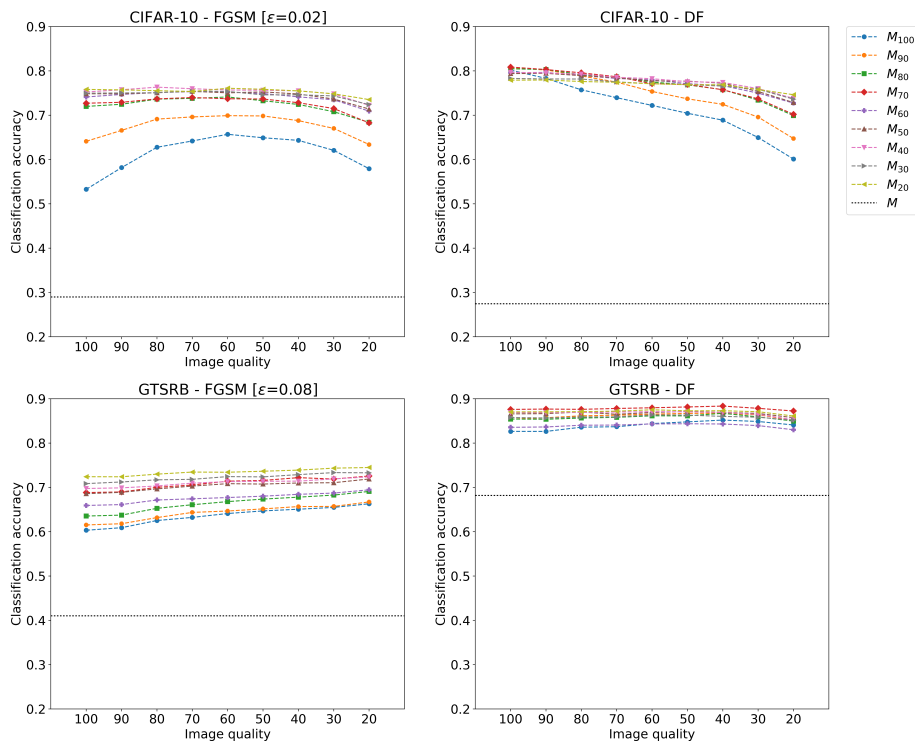 CIFAR-10 - FGSM [ε=0.02]
0.9
0.8
0.7
0.6
0.5
0.4
0.3
0.2
Classification accuracy
100 90 80 70 60 50 40 30 20
Image quality
CIFAR-10 - DF
0.9
0.8
0.7
0.6
0.5
0.4
0.3
0.2
Classification accuracy
100 90 80 70 60 50 40 30 20
Image quality
M100
M90
M80
M70
M60
M50
M40
M30
M20
M
GTSRB - FGSM [ε=0.08]
0.9
0.8
0.7
0.6
0.5
0.4
0.3
0.2
Classification accuracy
100 90 80 70 60 50 40 30 20
Image quality
GTSRB - DF
0.9
0.8
0.7
0.6
0.5
0.4
0.3
0.2
Classification accuracy
100 90 80 70 60 50 40 30 20
Image quality